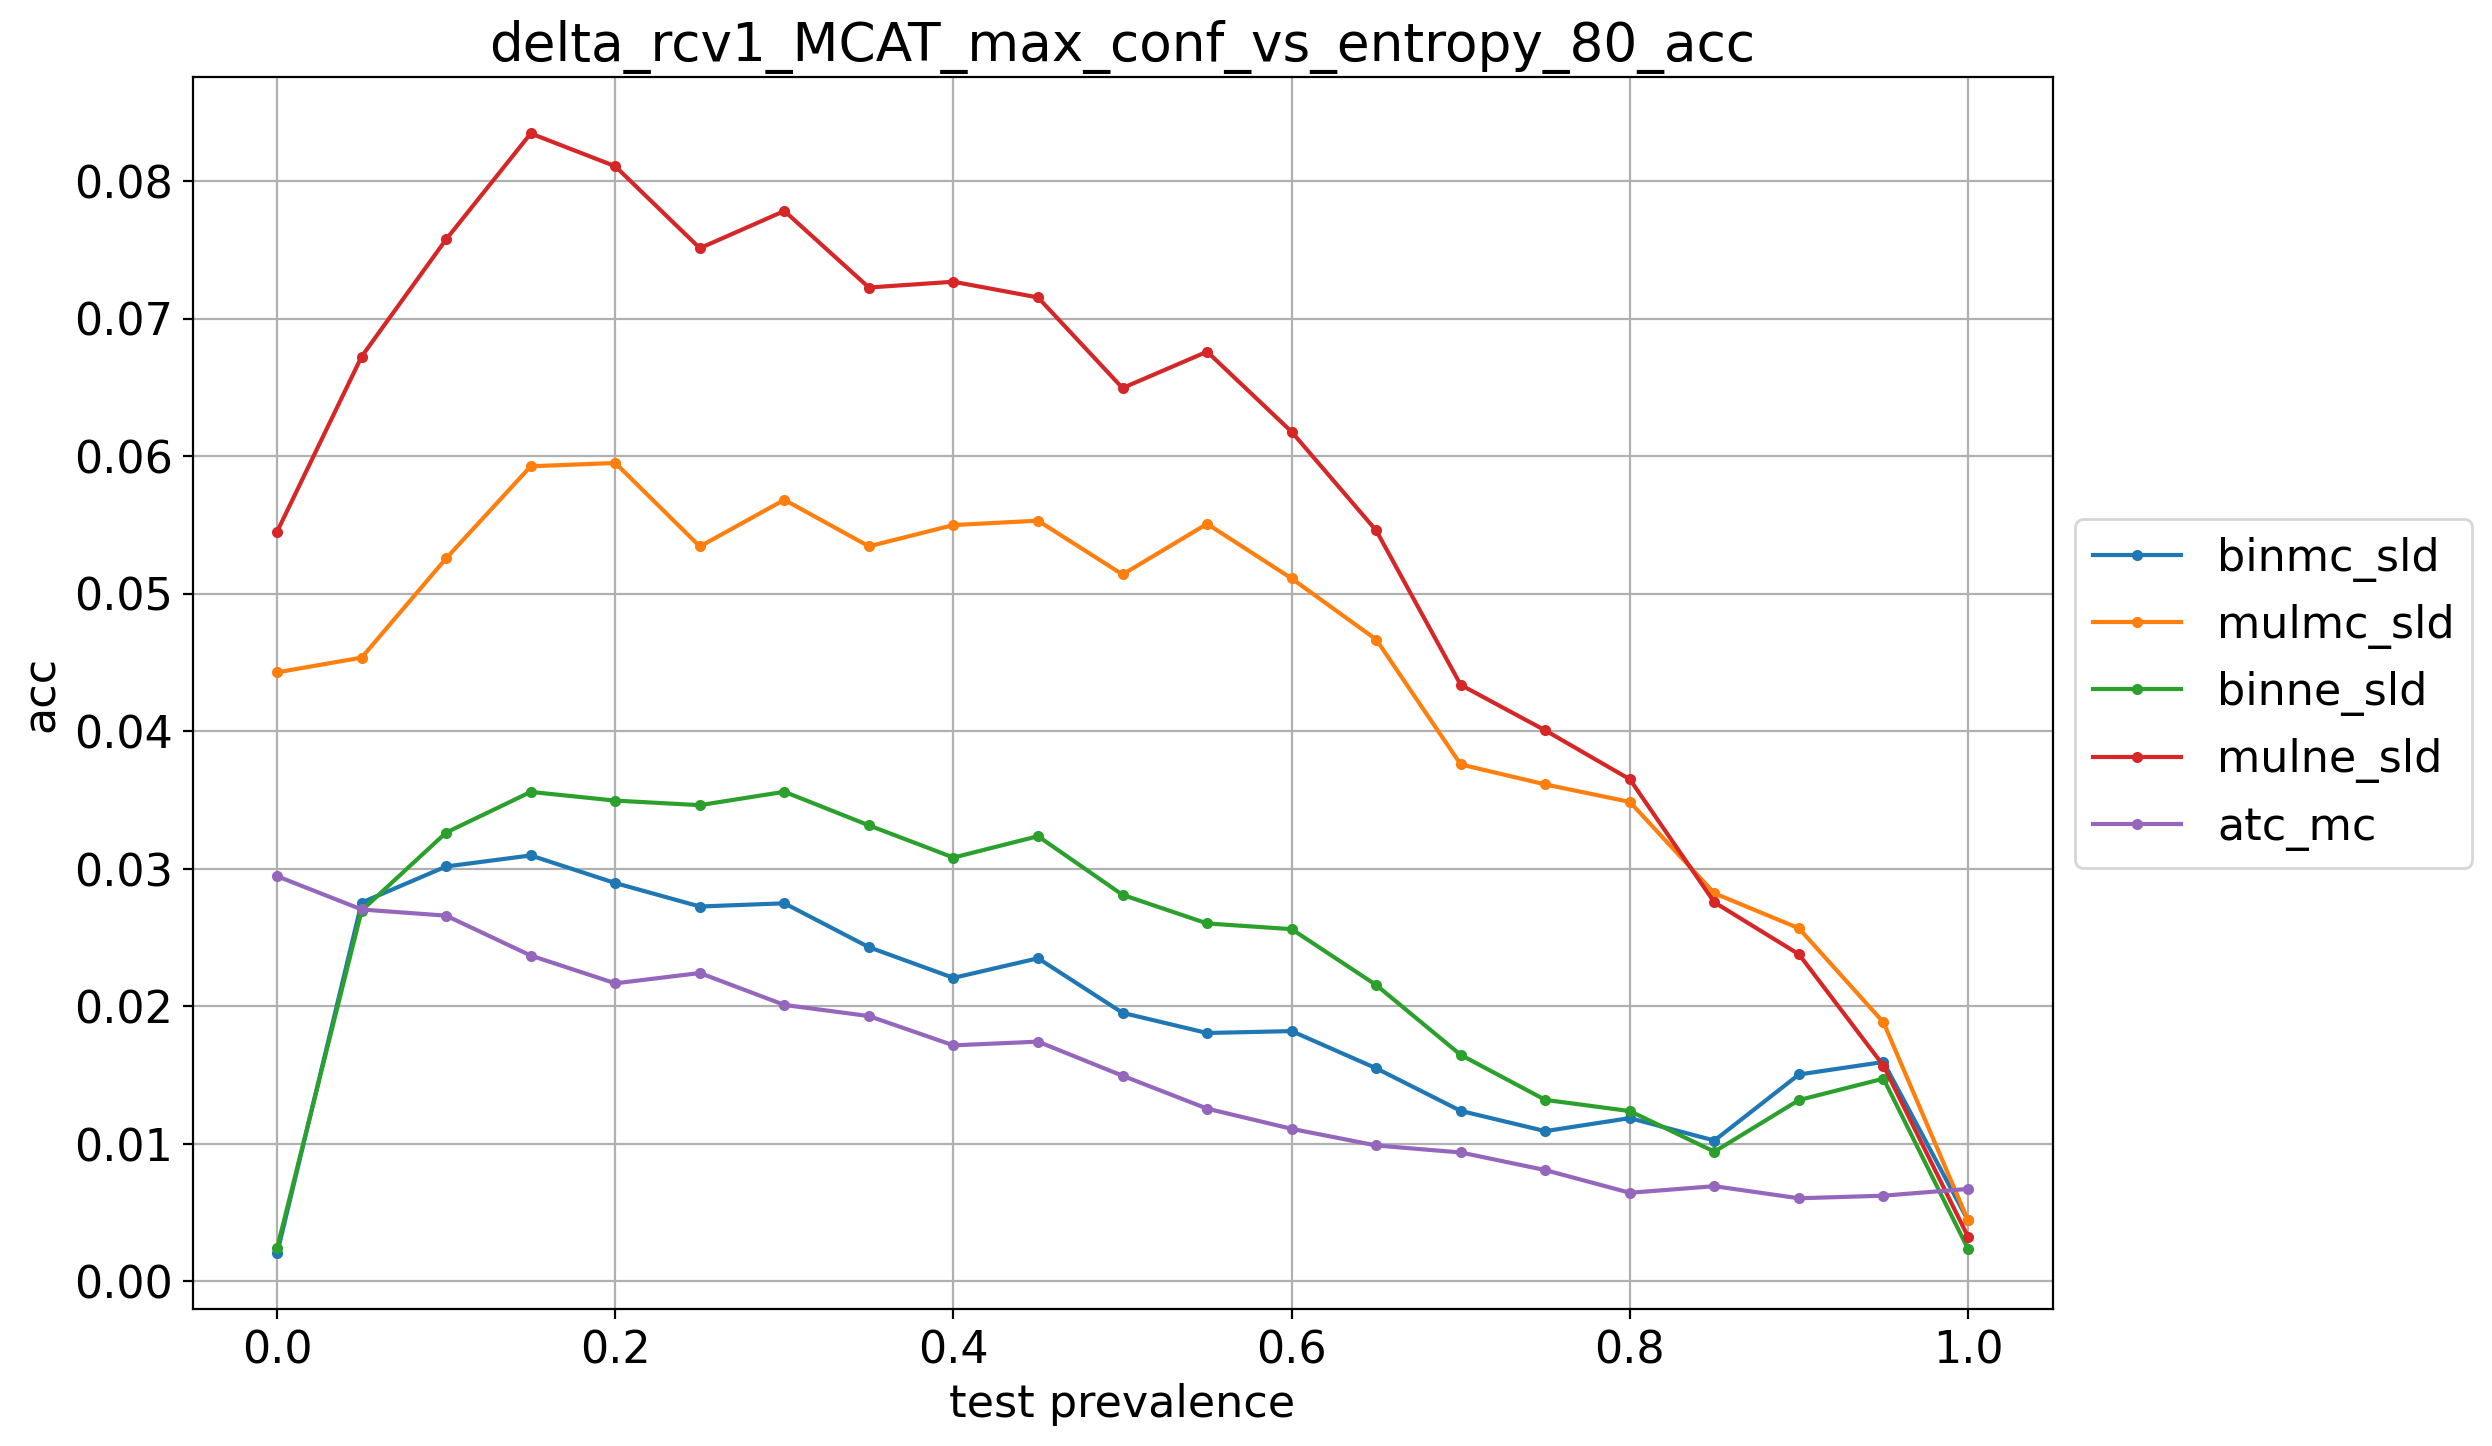 delta_rcv1_MCAT_max_conf_vs_entropy_80_acc
0.08
0.07
0.06
0.05
0.04
0.03
0.02
0.01
0.00
acc
0.0 0.2 0.4 0.6 0.8 1.0
test prevalence
binmc_sld
mulmc_sld
binne_sld
mulne_sld
atc_mc